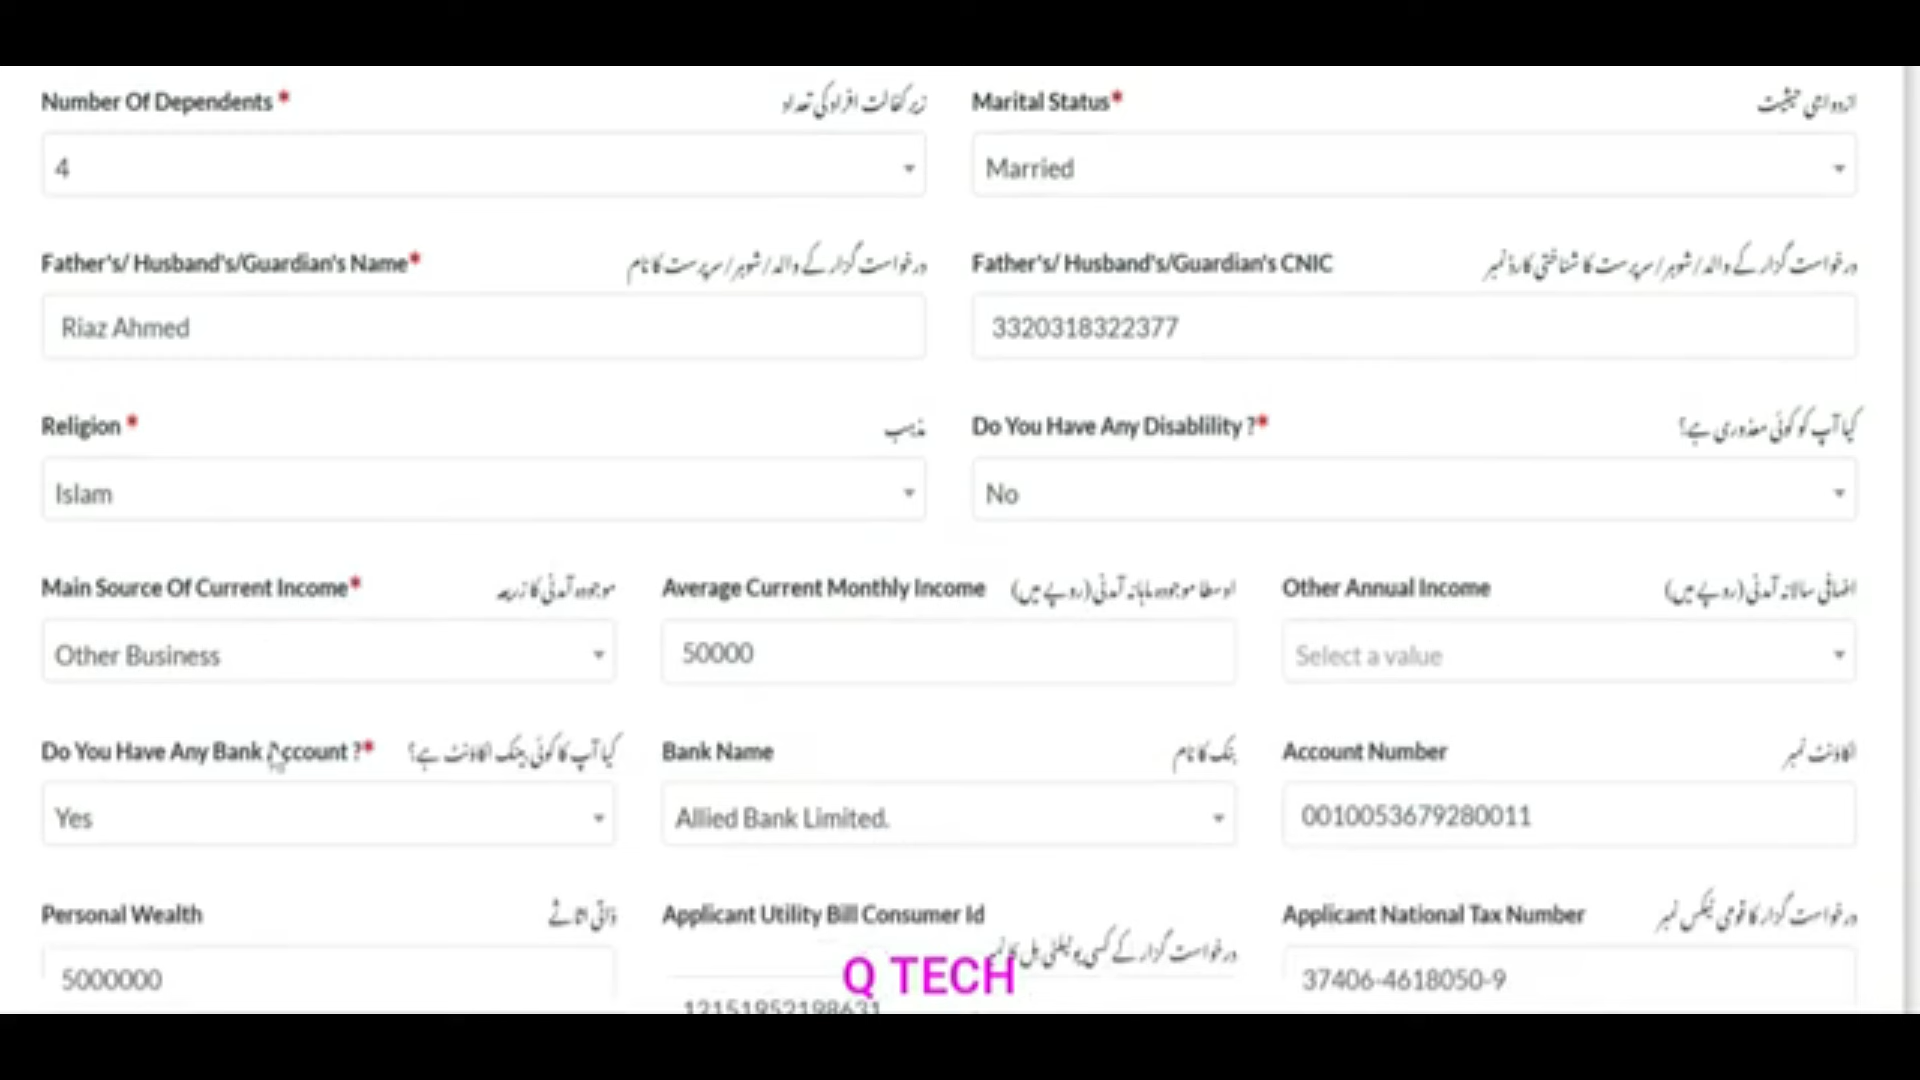 Number Of Dependents * زیر کفالت افراد کی تعداد
Marital Status* ازدواجی حیثیت
4
Married
Father's/ Husband's/Guardian's Name* درخواست گزار کے والد/شوہر/سرپرست کا نام
Father's/ Husband's/Guardian's CNIC درخواست گزار کے والد/شوہر/سرپرست کا شناختی کارڈ نمبر
Riaz Ahmed
3320318322377
Religion * مذہب
Do You Have Any Disablility ?* کیا آپ کو کوئی معذوری ہے؟
Islam
No
Main Source Of Current Income* موجودہ آمدنی کا ذریعہ
Average Current Monthly Income اوسطا موجودہ ماہانہ آمدنی (روپے میں)
Other Annual Income اضافی سالانہ آمدنی (روپے میں)
Other Business
50000
Select a value
Do You Have Any Bank Account ?* کیا آپ کا کوئی بینک اکاؤنٹ ہے؟
Bank Name بنک کا نام
Account Number اکاؤنٹ نمبر
Yes
Allied Bank Limited.
0010053679280011
Personal Wealth ذاتی اثاثے
Applicant Utility Bill Consumer Id
درخواست گزار کے کسی یوٹیلٹی بل کا نمبر
Applicant National Tax Number درخواست گزار کا قومی ٹیکس نمبر
5000000
12151952198631
37406-4618050-9
Q TECH